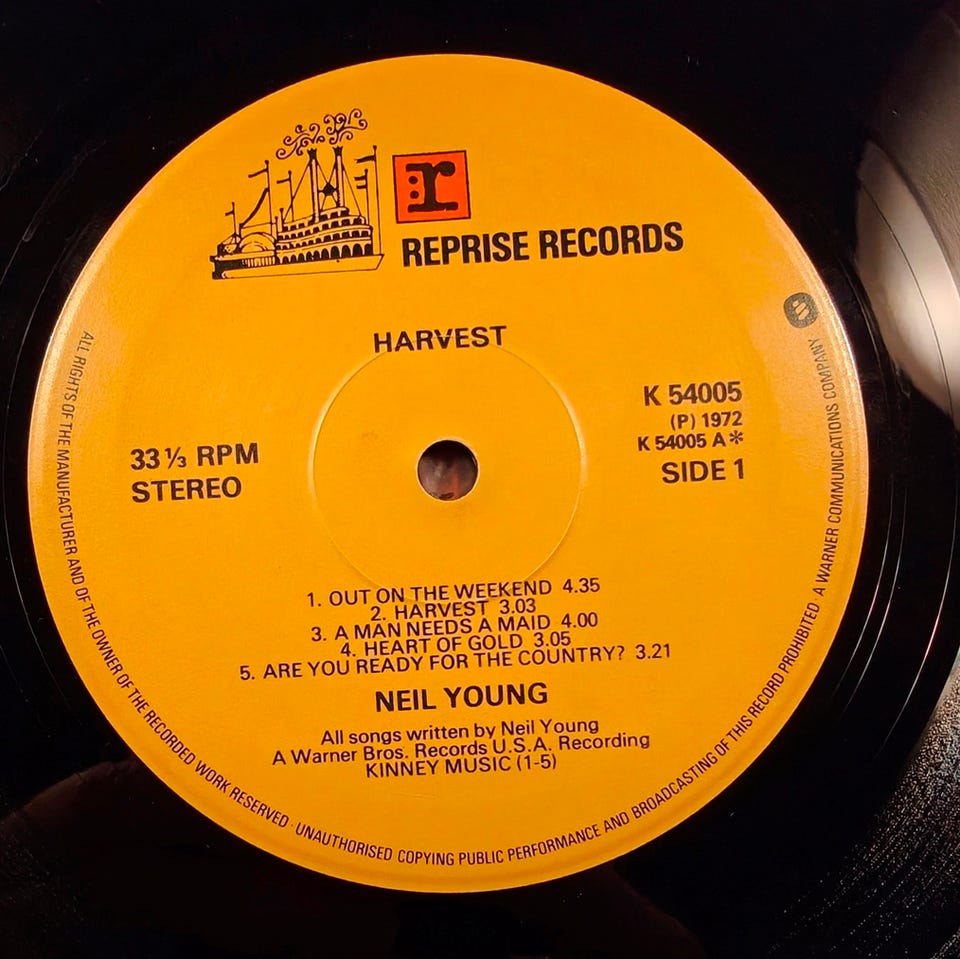 r
REPRISE RECORDS
HARVEST
33 ⅓ RPM
STEREO
K 54005
(P) 1972
K 54005 A*
SIDE 1
1. OUT ON THE WEEKEND 4.35
2. HARVEST 3.03
3. A MAN NEEDS A MAID 4.00
4. HEART OF GOLD 3.05
5. ARE YOU READY FOR THE COUNTRY? 3.21
NEIL YOUNG
All songs written by Neil Young
A Warner Bros. Records U.S.A. Recording
KINNEY MUSIC (1-5)
ALL RIGHTS OF THE MANUFACTURER AND OF THE OWNER OF THE RECORDED WORK RESERVED · UNAUTHORISED COPYING PUBLIC PERFORMANCE AND BROADCASTING OF THIS RECORD PROHIBITED · A WARNER COMMUNICATIONS COMPANY